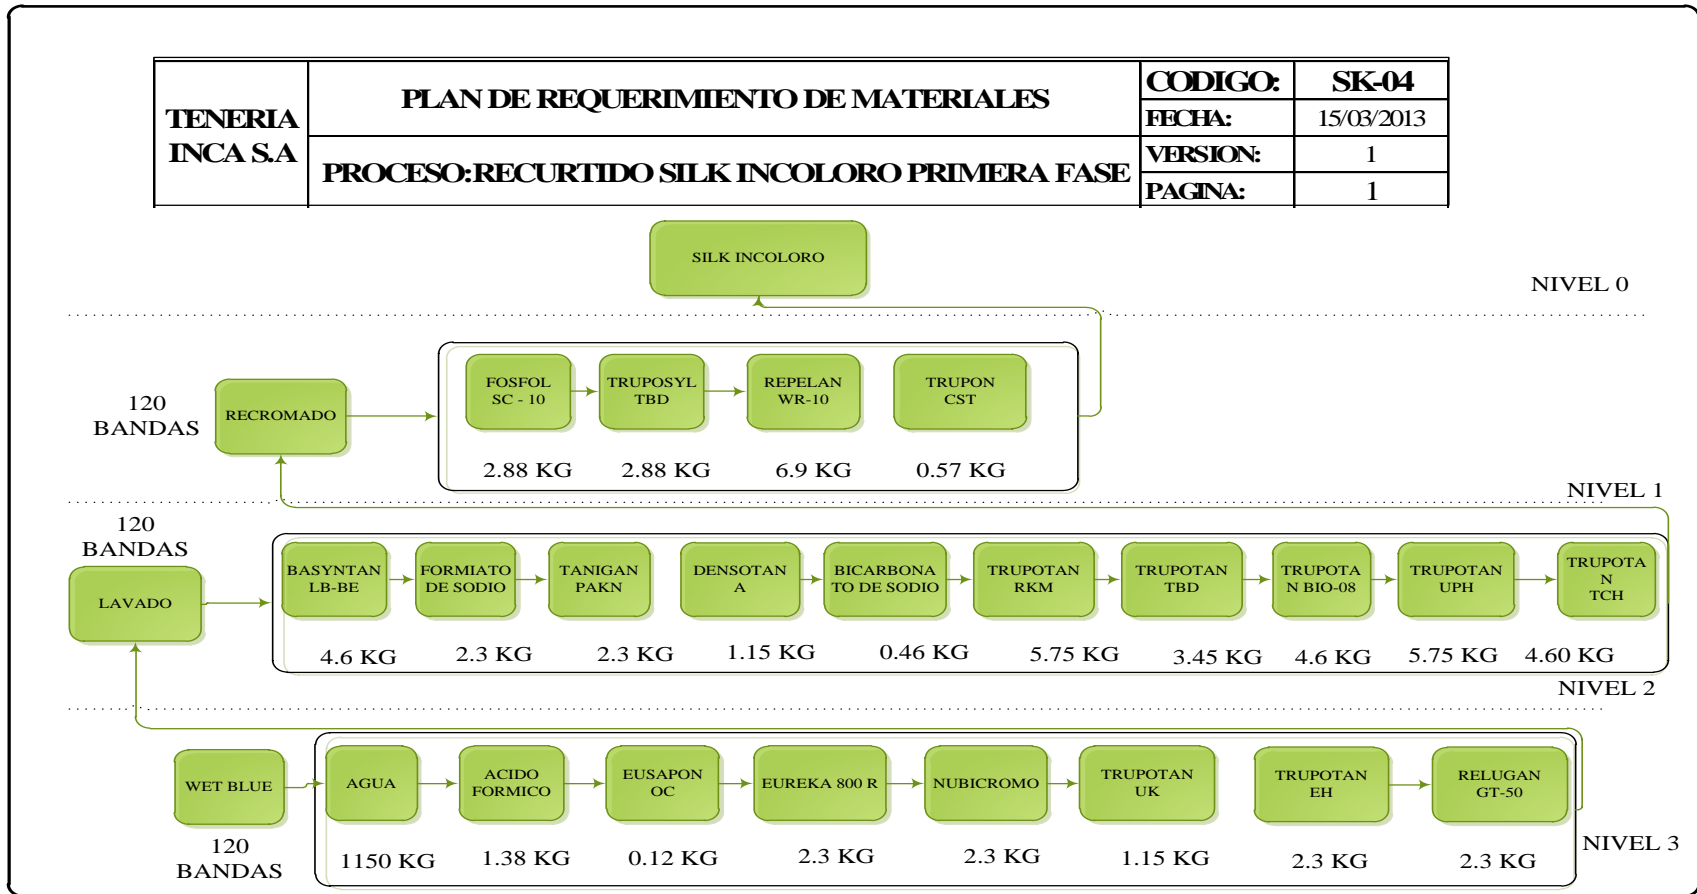 TENERIA
INCA S.A
PLAN DE REQUERIMIENTO DE MATERIALES
PROCESO:RECURTIDO SILK INCOLORO PRIMERA FASE
CODIGO: SK-04
FECHA: 15/03/2013
VERSION: 1
PAGINA: 1
SILK INCOLORO
NIVEL 0
120
BANDAS
RECROMADO
FOSFOL
SC - 10
TRUPOSYL
TBD
REPELAN
WR-10
TRUPON
CST
2.88 KG
2.88 KG
6.9 KG
0.57 KG
NIVEL 1
120
BANDAS
LAVADO
BASYNTAN
LB-BE
FORMIATO
DE SODIO
TANIGAN
PAKN
DENSOTAN
A
BICARBONA
TO DE SODIO
TRUPOTAN
RKM
TRUPOTAN
TBD
TRUPOTA
N BIO-08
TRUPOTAN
UPH
TRUPOTA
N
TCH
4.6 KG
2.3 KG
2.3 KG
1.15 KG
0.46 KG
5.75 KG
3.45 KG
4.6 KG
5.75 KG
4.60 KG
NIVEL 2
WET BLUE
120
BANDAS
AGUA
ACIDO
FORMICO
EUSAPON
OC
EUREKA 800 R
NUBICROMO
TRUPOTAN
UK
TRUPOTAN
EH
RELUGAN
GT-50
1150 KG
1.38 KG
0.12 KG
2.3 KG
2.3 KG
1.15 KG
2.3 KG
2.3 KG
NIVEL 3